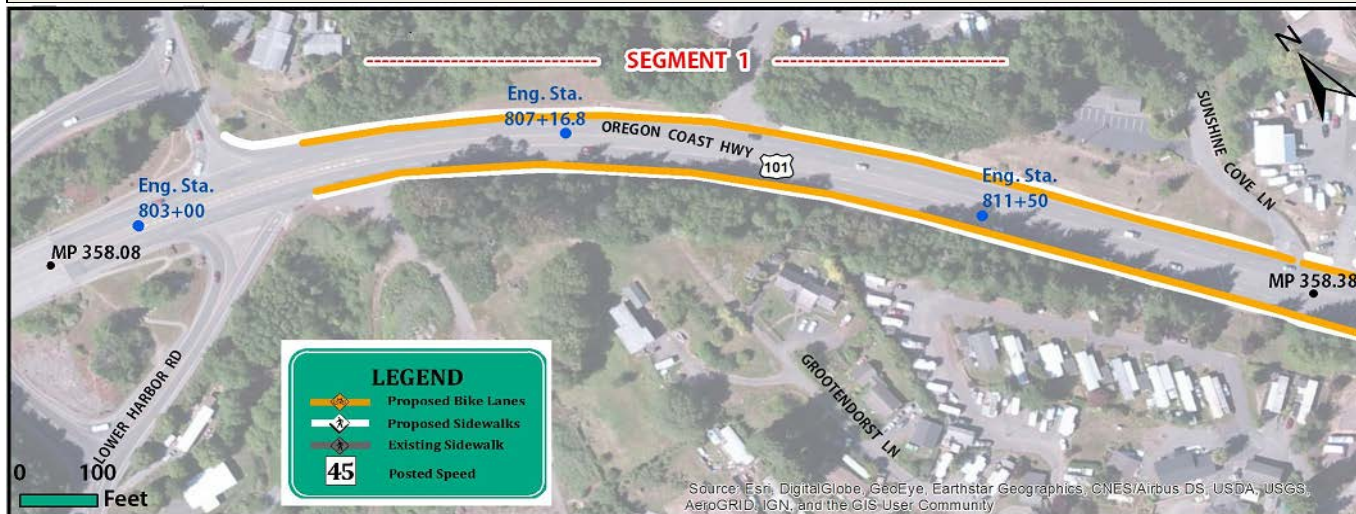 SEGMENT 1
N
Eng. Sta.
807+16.8
OREGON COAST HWY
101
SUNSHINE COVE LN
Eng. Sta.
803+00
Eng. Sta.
811+50
MP 358.08
MP 358.38
LOWER HARBOR RD
GROOTENDORST LN
LEGEND
Proposed Bike Lanes
Proposed Sidewalks
Existing Sidewalk
45 Posted Speed
0 100
Feet
Source: Esri, DigitalGlobe, GeoEye, Earthstar Geographics, CNES/Airbus DS, USDA, USGS,
AeroGRID, IGN, and the GIS User Community